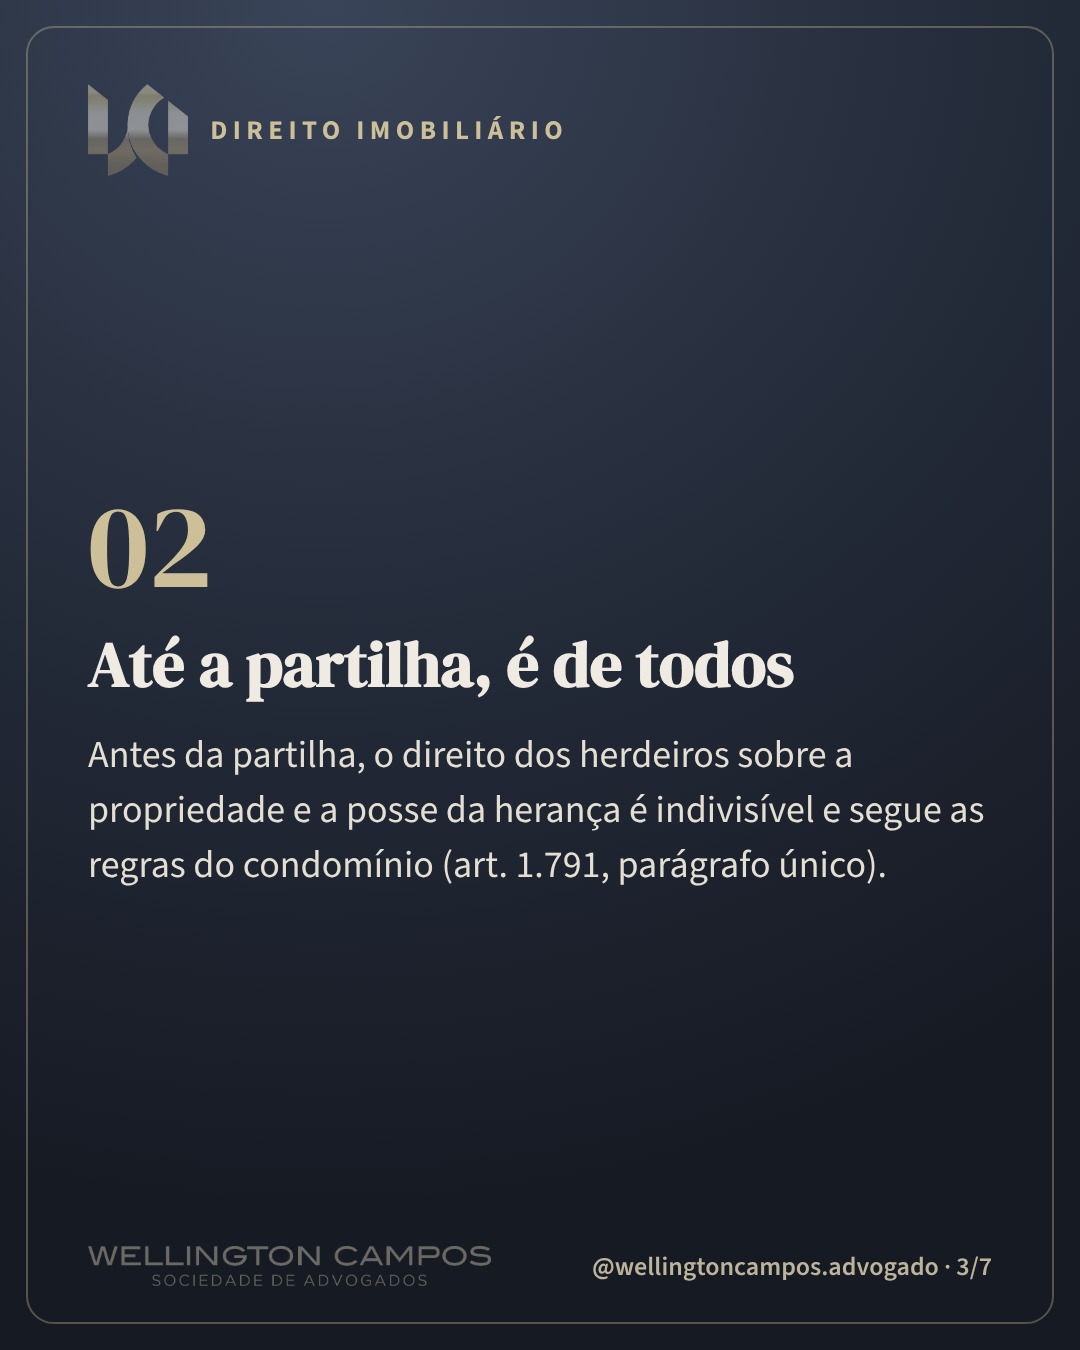 DIREITO IMOBILIÁRIO
02
Até a partilha, é de todos
Antes da partilha, o direito dos herdeiros sobre a
propriedade e a posse da herança é indivisível e segue as
regras do condomínio (art. 1.791, parágrafo único).
WELLINGTON CAMPOS
SOCIEDADE DE ADVOGADOS
@wellingtoncampos.advogado · 3/7